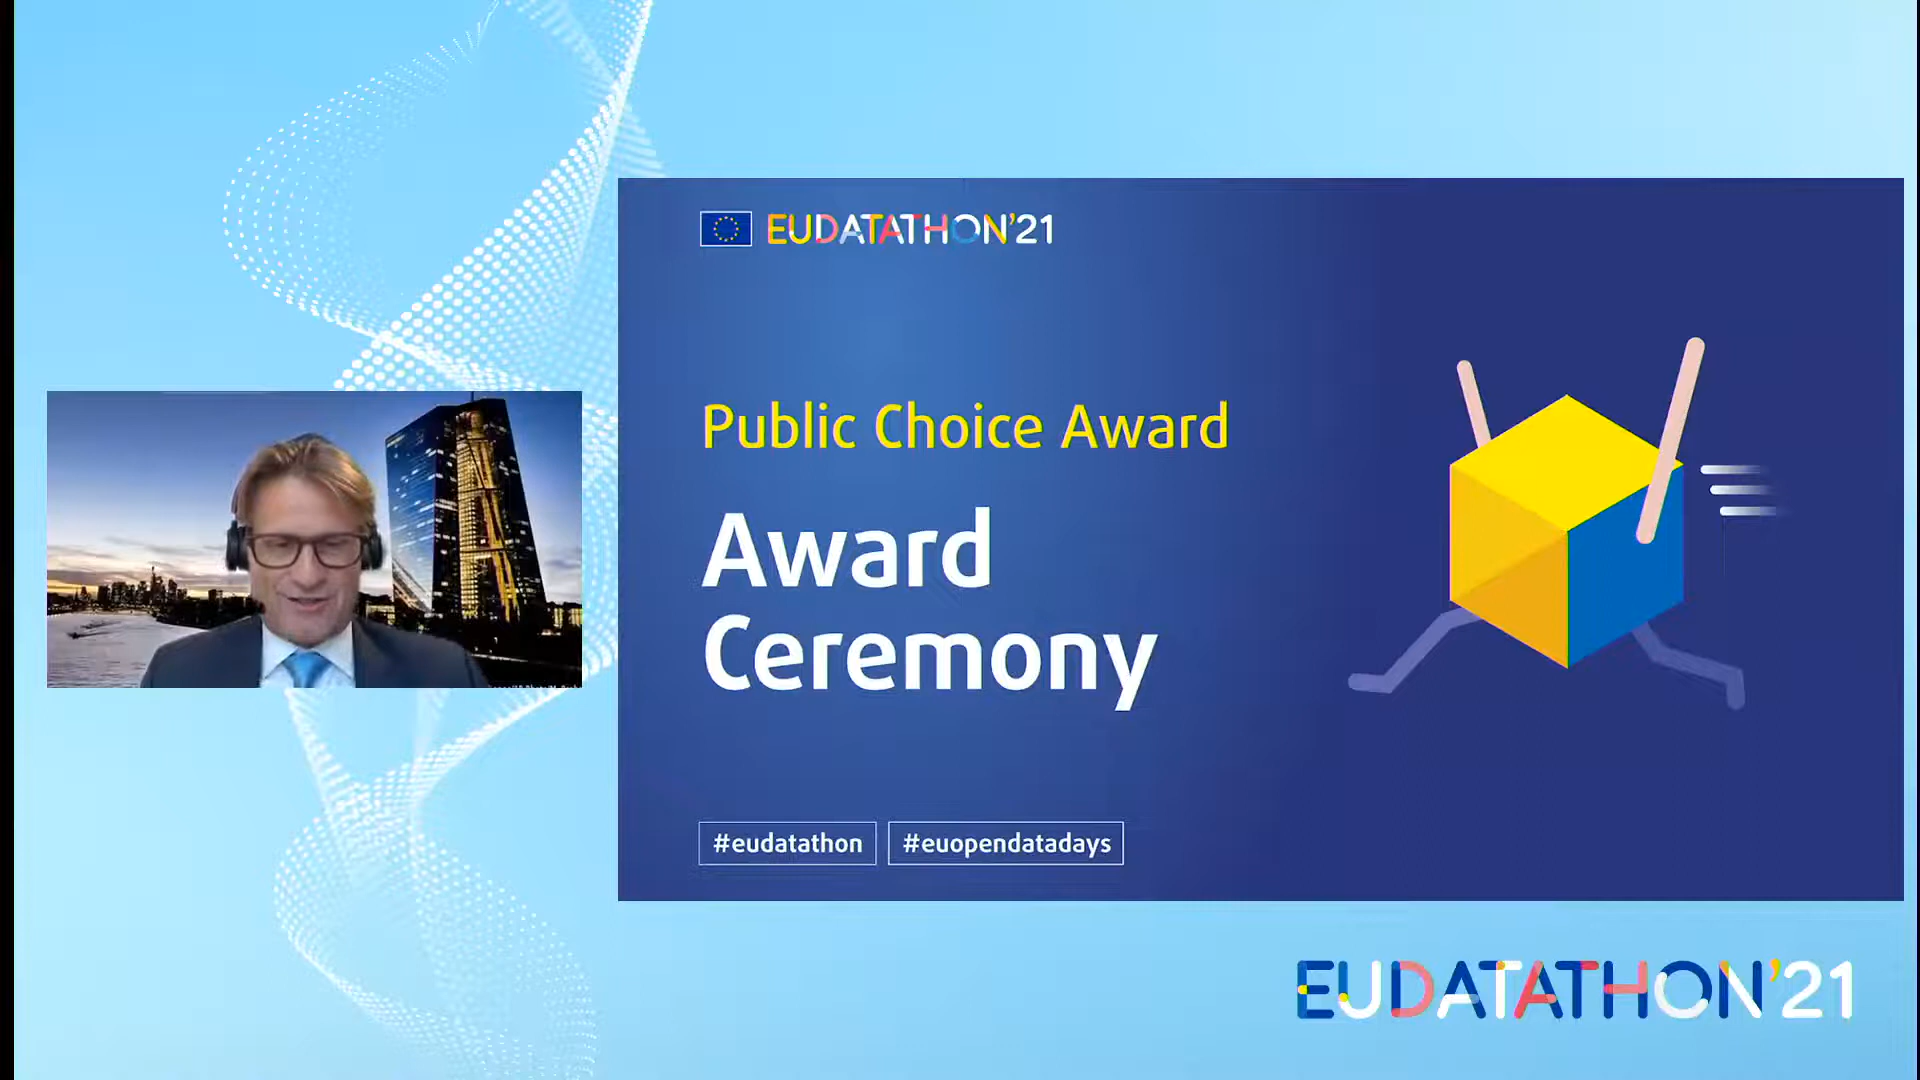 EUDATATHON'21
Public Choice Award
Award
Ceremony
#eudatathon
#euopendatadays
EUDATATHON'21